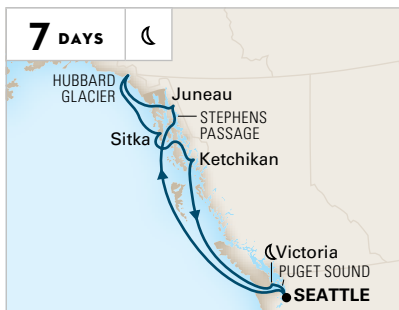 7 DAYS
HUBBARD
GLACIER
Juneau
STEPHENS
PASSAGE
Sitka
Ketchikan
Victoria
PUGET SOUND
SEATTLE